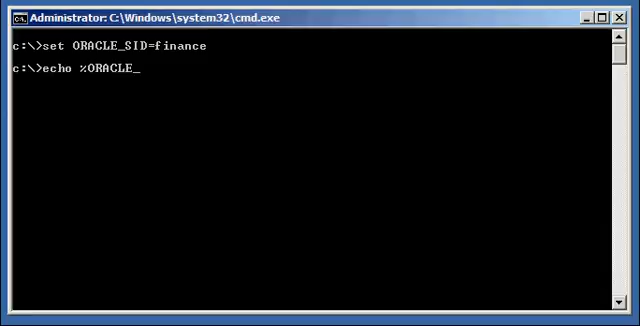 Administrator: C:\Windows\system32\cmd.exe
c:\>set ORACLE_SID=finance
c:\>echo %ORACLE_